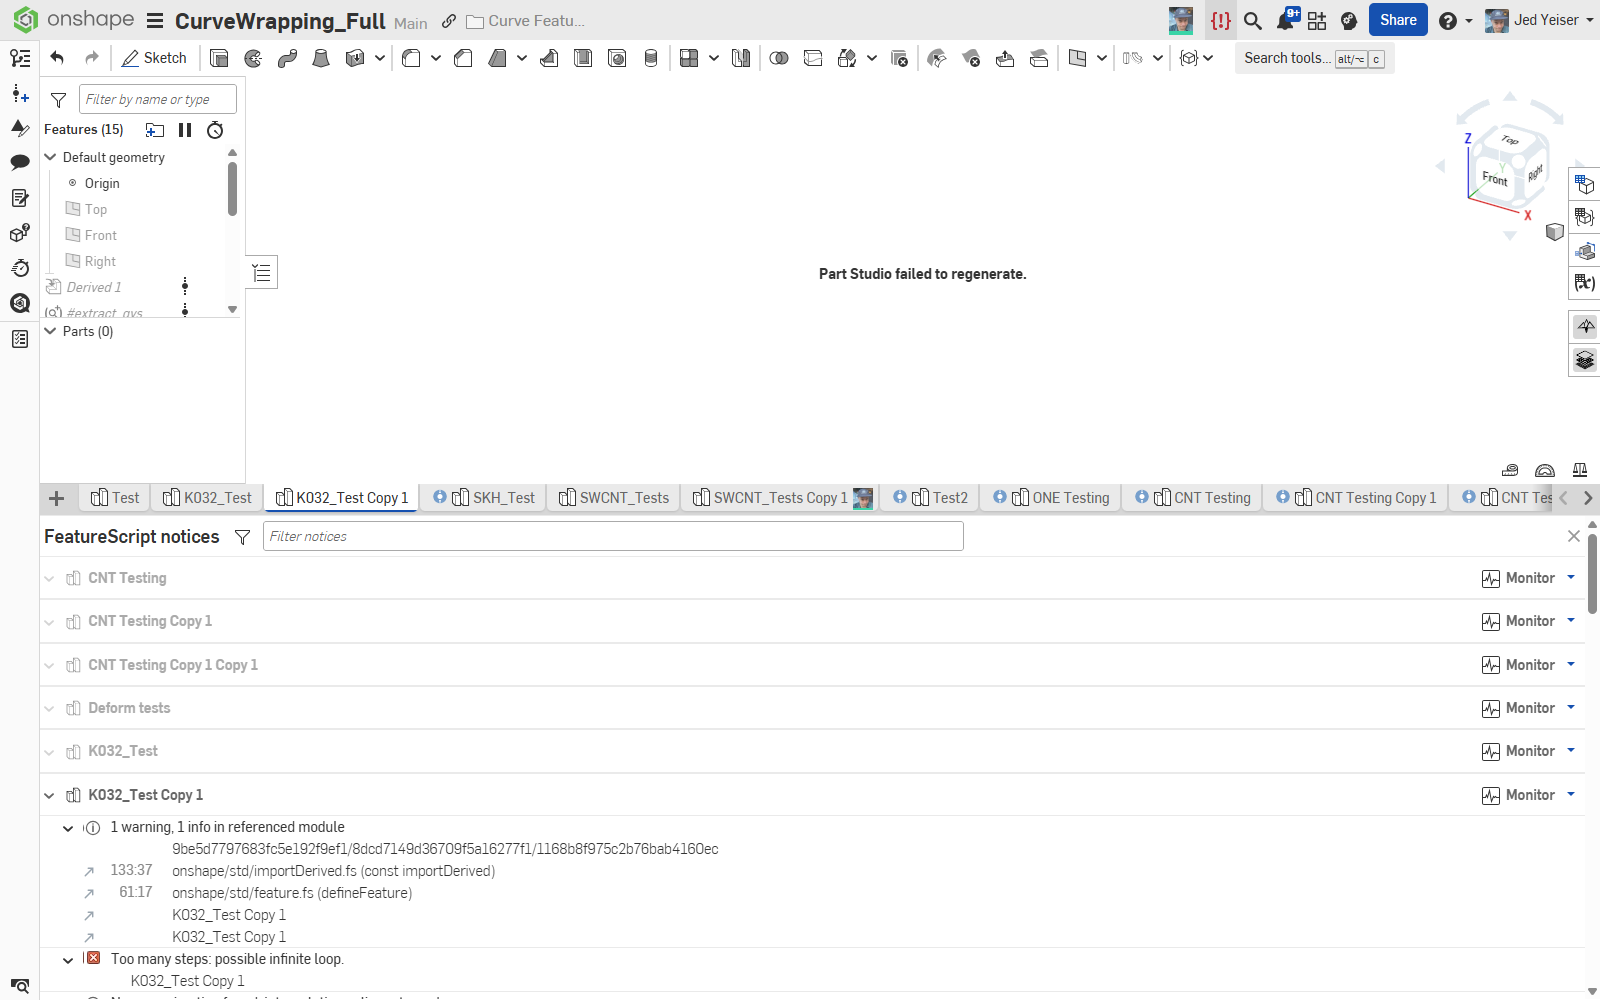 onshape CurveWrapping_Full Main Curve Featu... 9+ Share Jed Yeiser
Sketch Search tools... alt/⌥ c
Filter by name or type
Features (15)
Default geometry
Origin
Top
Front
Right
Derived 1
#extract_qys
Parts (0)
Part Studio failed to regenerate.
Z
Top
Y
Front
Right
X
Test K032_Test K032_Test Copy 1 SKH_Test SWCNT_Tests SWCNT_Tests Copy 1 Test2 ONE Testing CNT Testing CNT Testing Copy 1 CNT Tes
FeatureScript notices Filter notices
CNT Testing Monitor
CNT Testing Copy 1 Monitor
CNT Testing Copy 1 Copy 1 Monitor
Deform tests Monitor
K032_Test Monitor
K032_Test Copy 1 Monitor
1 warning, 1 info in referenced module
9be5d7797683fc5e192f9ef1/8dcd7149d36709f5a16277f1/1168b8f975c2b76bab4160ec
133:37 onshape/std/importDerived.fs (const importDerived)
61:17 onshape/std/feature.fs (defineFeature)
K032_Test Copy 1
K032_Test Copy 1
Too many steps: possible infinite loop.
K032_Test Copy 1